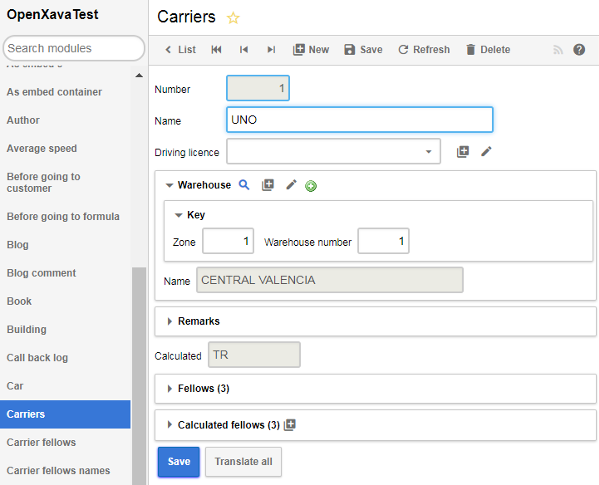 OpenXavaTest
Search modules
As embed container
Author
Average speed
Before going to
customer
Before going to formula
Blog
Blog comment
Book
Building
Call back log
Car
Carriers
Carrier fellows
Carrier fellows names
Carriers
List New Save Refresh Delete
Number 1
Name UNO
Driving licence
Warehouse
Key
Zone 1 Warehouse number 1
Name CENTRAL VALENCIA
Remarks
Calculated TR
Fellows (3)
Calculated fellows (3)
Save Translate all